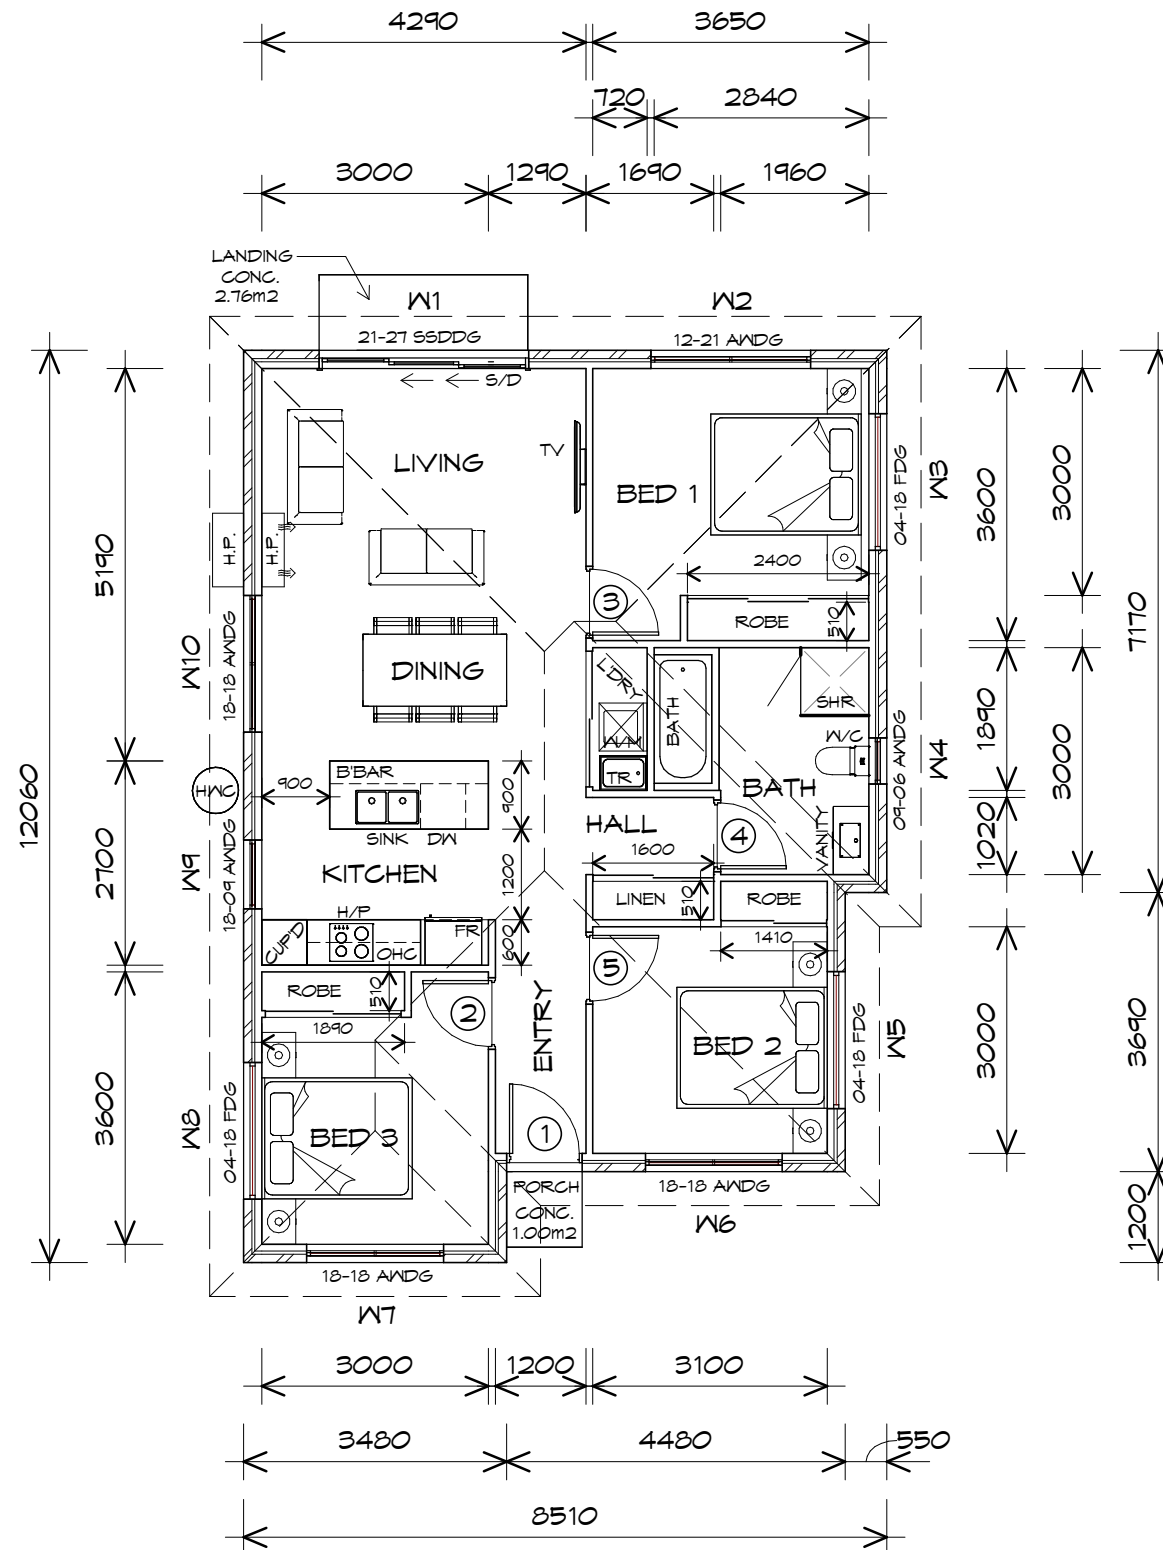 4290
3650
720
2840
3000
1290
1690
1960
LANDING
CONC.
2.76m2
W1
W2
21-27 SSDDG
12-21 AWDG
S/D
TV
LIVING
BED 1
04-18 FDG
W3
3600
3000
H.P.
H.P.
2400
5190
3
ROBE
510
7170
W10
18-18 AWDG
DINING
L'DRY
W/M
TR
BATH
SHR
W/C
BATH
09-06 AWDG
W4
1890
3000
12060
HWC
900
B'BAR
SINK
DW
900
HALL
4
VANITY
1020
2700
W9
18-09 AWDG
KITCHEN
1200
1600
LINEN
510
ROBE
H/P
CUP'D
OHC
FR
600
1410
5
ROBE
510
2
1890
ENTRY
BED 2
04-18 FDG
W5
3000
3690
3600
W8
04-18 FDG
BED 3
1
PORCH
CONC.
1.00m2
18-18 AWDG
W6
1200
18-18 AWDG
W7
3000
1200
3100
3480
4480
550
8510